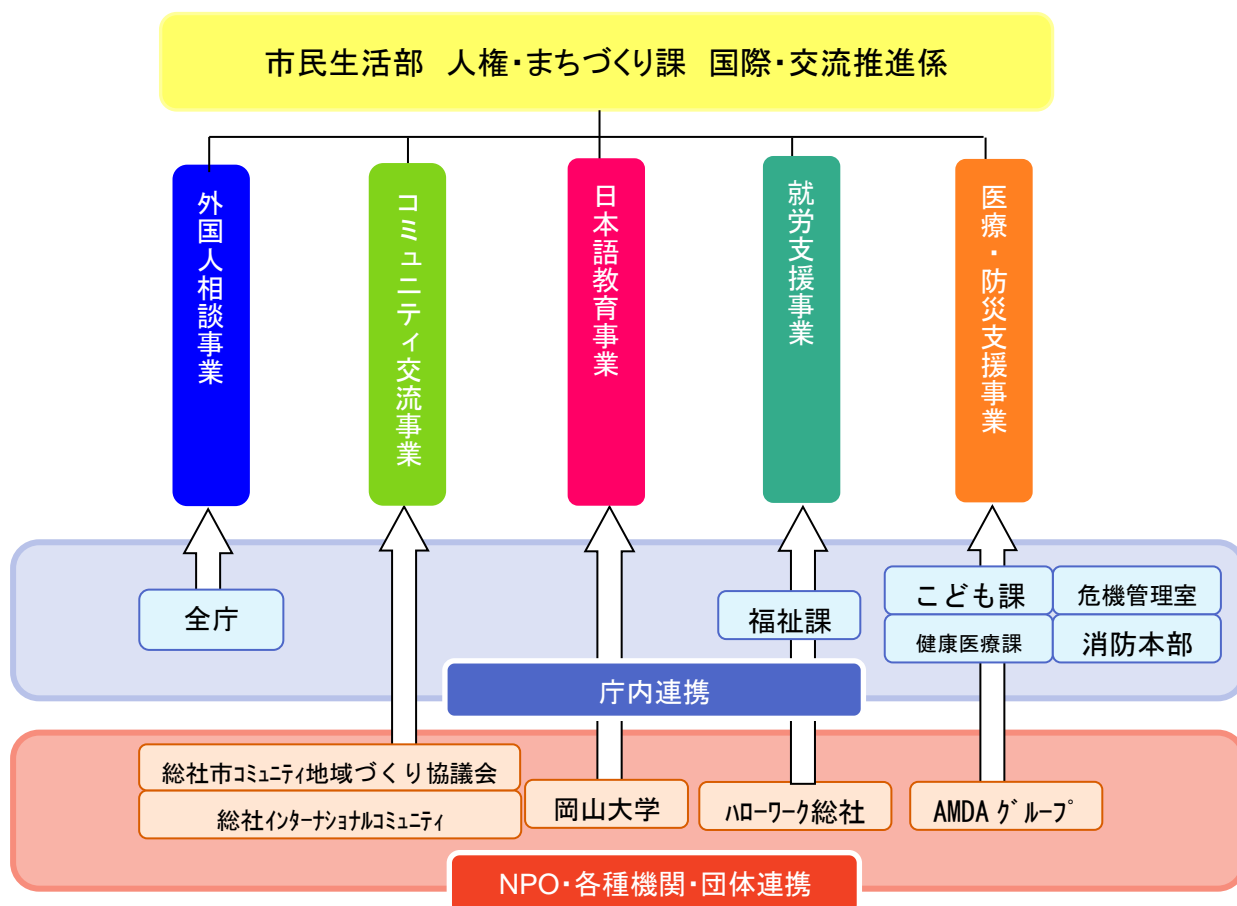 市民生活部　人権・まちづくり課　国際・交流推進係
外国人相談事業
コミュニティ交流事業
日本語教育事業
就労支援事業
医療・防災支援事業
全庁
福祉課
こども課
危機管理室
健康医療課
消防本部
庁内連携
総社市ｺﾐｭﾆﾃｨ地域づくり協議会
総社ｲﾝﾀｰﾅｼｮﾅﾙｺﾐｭﾆﾃｨ
岡山大学
ﾊﾛｰﾜｰｸ総社
AMDA ｸﾞﾙｰﾌﾟ
NPO・各種機関・団体連携